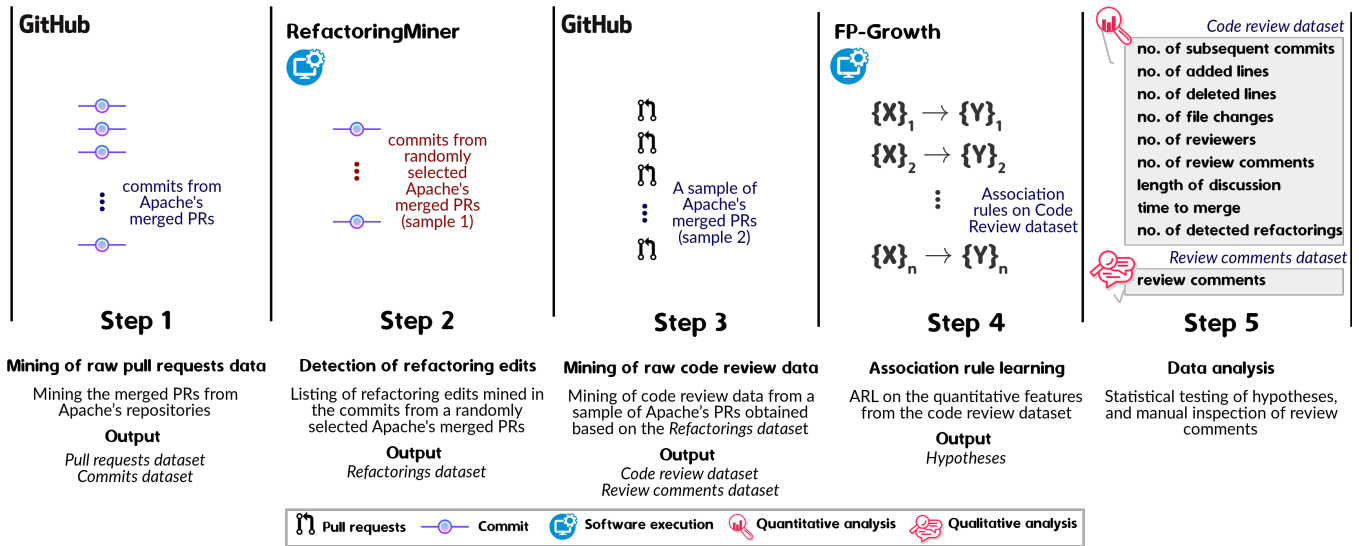 GitHub
commits from
Apache's
merged PRs
Step 1
Mining of raw pull requests data
Mining the merged PRs from
Apache's repositories
Output
Pull requests dataset
Commits dataset
RefactoringMiner
commits from
randomly
selected
Apache's
merged PRs
(sample 1)
Step 2
Detection of refactoring edits
Listing of refactoring edits mined in
the commits from a randomly
selected Apache's merged PRs
Output
Refactorings dataset
GitHub
A sample of
Apache's
merged PRs
(sample 2)
Step 3
Mining of raw code review data
Mining of code review data from a
sample of Apache's PRs obtained
based on the Refactorings dataset
Output
Code review dataset
Review comments dataset
FP-Growth
{X}1 → {Y}1
{X}2 → {Y}2
Association
rules on Code
Review dataset
{X}n → {Y}n
Step 4
Association rule learning
ARL on the quantitative features
from the code review dataset
Output
Hypotheses
Code review dataset
no. of subsequent commits
no. of added lines
no. of deleted lines
no. of file changes
no. of reviewers
no. of review comments
length of discussion
time to merge
no. of detected refactorings
Review comments dataset
review comments
Step 5
Data analysis
Statistical testing of hypotheses,
and manual inspection of review
comments
Pull requests
Commit
Software execution
Quantitative analysis
Qualitative analysis